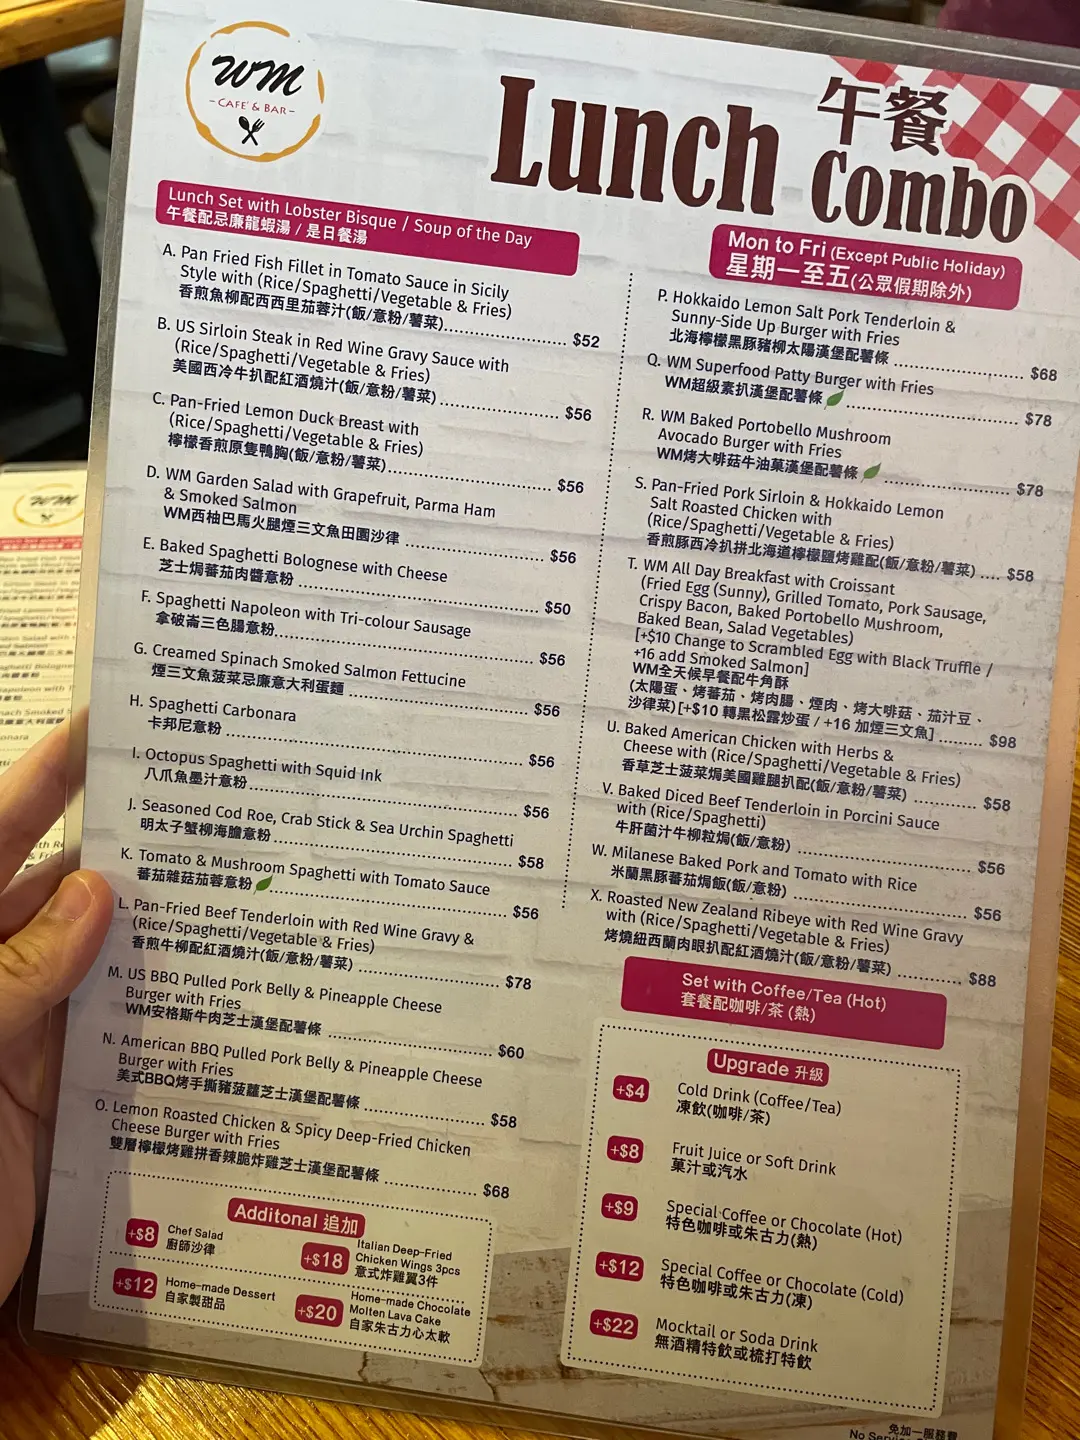 WM
- CAFE' & BAR -
Lunch
午餐
Combo
Lunch Set with Lobster Bisque / Soup of the Day
午餐配忌廉龍蝦湯 / 是日餐湯
A. Pan Fried Fish Fillet in Tomato Sauce in Sicily
Style with (Rice/Spaghetti/Vegetable & Fries)
香煎魚柳配西西里茄蓉汁(飯/意粉/薯菜)..................... $52
B. US Sirloin Steak in Red Wine Gravy Sauce with
(Rice/Spaghetti/Vegetable & Fries)
美國西冷牛扒配紅酒燒汁(飯/意粉/薯菜)..................... $56
C. Pan-Fried Lemon Duck Breast with
(Rice/Spaghetti/Vegetable & Fries)
檸檬香煎原隻鴨胸(飯/意粉/薯菜)............................. $56
D. WM Garden Salad with Grapefruit, Parma Ham
& Smoked Salmon
WM西柚巴馬火腿煙三文魚田園沙律 ......................... $56
E. Baked Spaghetti Bolognese with Cheese
芝士焗蕃茄肉醬意粉 .......................................... $50
F. Spaghetti Napoleon with Tri-colour Sausage
拿破崙三色腸意粉............................................. $56
G. Creamed Spinach Smoked Salmon Fettucine
煙三文魚菠菜忌廉意大利蛋麵 ............................... $56
H. Spaghetti Carbonara
卡邦尼意粉 .................................................... $56
I. Octopus Spaghetti with Squid Ink
八爪魚墨汁意粉 ............................................... $56
J. Seasoned Cod Roe, Crab Stick & Sea Urchin Spaghetti
明太子蟹柳海膽意粉 .......................................... $58
K. Tomato & Mushroom Spaghetti with Tomato Sauce
蕃茄雜菇茄蓉意粉 ............................................. $56
L. Pan-Fried Beef Tenderloin with Red Wine Gravy &
(Rice/Spaghetti/Vegetable & Fries)
香煎牛柳配紅酒燒汁(飯/意粉/薯菜) ......................... $78
M. US BBQ Pulled Pork Belly & Pineapple Cheese
Burger with Fries
WM安格斯牛肉芝士漢堡配薯條 ............................... $60
N. American BBQ Pulled Pork Belly & Pineapple Cheese
Burger with Fries
美式BBQ烤手撕豬菠蘿芝士漢堡配薯條 ..................... $58
O. Lemon Roasted Chicken & Spicy Deep-Fried Chicken
Cheese Burger with Fries
雙層檸檬烤雞拼香辣脆炸雞芝士漢堡配薯條 ............... $68
Additonal 追加
+$8
Chef Salad
廚師沙律
+$18
Italian Deep-Fried
Chicken Wings 3pcs
意式炸雞翼3件
+$12
Home-made Dessert
自家製甜品
+$20
Home-made Chocolate
Molten Lava Cake
自家朱古力心太軟
Mon to Fri (Except Public Holiday)
星期一至五(公眾假期除外)
P. Hokkaido Lemon Salt Pork Tenderloin &
Sunny-Side Up Burger with Fries
北海檸檬黑豚豬柳太陽漢堡配薯條 ......................... $68
Q. WM Superfood Patty Burger with Fries
WM超級素扒漢堡配薯條 ..................................... $78
R. WM Baked Portobello Mushroom
Avocado Burger with Fries
WM烤大啡菇牛油菓漢堡配薯條 ............................. $78
S. Pan-Fried Pork Sirloin & Hokkaido Lemon
Salt Roasted Chicken with
(Rice/Spaghetti/Vegetable & Fries)
香煎豚西冷扒拼北海道檸檬鹽烤雞配(飯/意粉/薯菜) .... $58
T. WM All Day Breakfast with Croissant
(Fried Egg (Sunny), Grilled Tomato, Pork Sausage,
Crispy Bacon, Baked Portobello Mushroom,
Baked Bean, Salad Vegetables)
[+$10 Change to Scrambled Egg with Black Truffle /
+16 add Smoked Salmon]
WM全天候早餐配牛角酥
(太陽蛋、烤蕃茄、烤肉腸、煙肉、烤大啡菇、茄汁豆、
沙律菜) [+$10 轉黑松露炒蛋 / +16 加煙三文魚] ........ $98
U. Baked American Chicken with Herbs &
Cheese with (Rice/Spaghetti/Vegetable & Fries)
香草芝士菠菜焗美國雞腿扒配(飯/意粉/薯菜) ............ $58
V. Baked Diced Beef Tenderloin in Porcini Sauce
with (Rice/Spaghetti)
牛肝菌汁牛柳粒焗(飯/意粉) ................................. $56
W. Milanese Baked Pork and Tomato with Rice
米蘭黑豚蕃茄焗飯(飯/意粉) ................................. $56
X. Roasted New Zealand Ribeye with Red Wine Gravy
with (Rice/Spaghetti/Vegetable & Fries)
烤燒紐西蘭肉眼扒配紅酒燒汁(飯/意粉/薯菜) ............ $88
Set with Coffee/Tea (Hot)
套餐配咖啡/茶 (熱)
Upgrade 升級
+$4
Cold Drink (Coffee/Tea)
凍飲(咖啡/茶)
+$8
Fruit Juice or Soft Drink
菓汁或汽水
+$9
Special Coffee or Chocolate (Hot)
特色咖啡或朱古力(熱)
+$12
Special Coffee or Chocolate (Cold)
特色咖啡或朱古力(凍)
+$22
Mocktail or Soda Drink
無酒精特飲或梳打特飲
免加一服務費
No Service